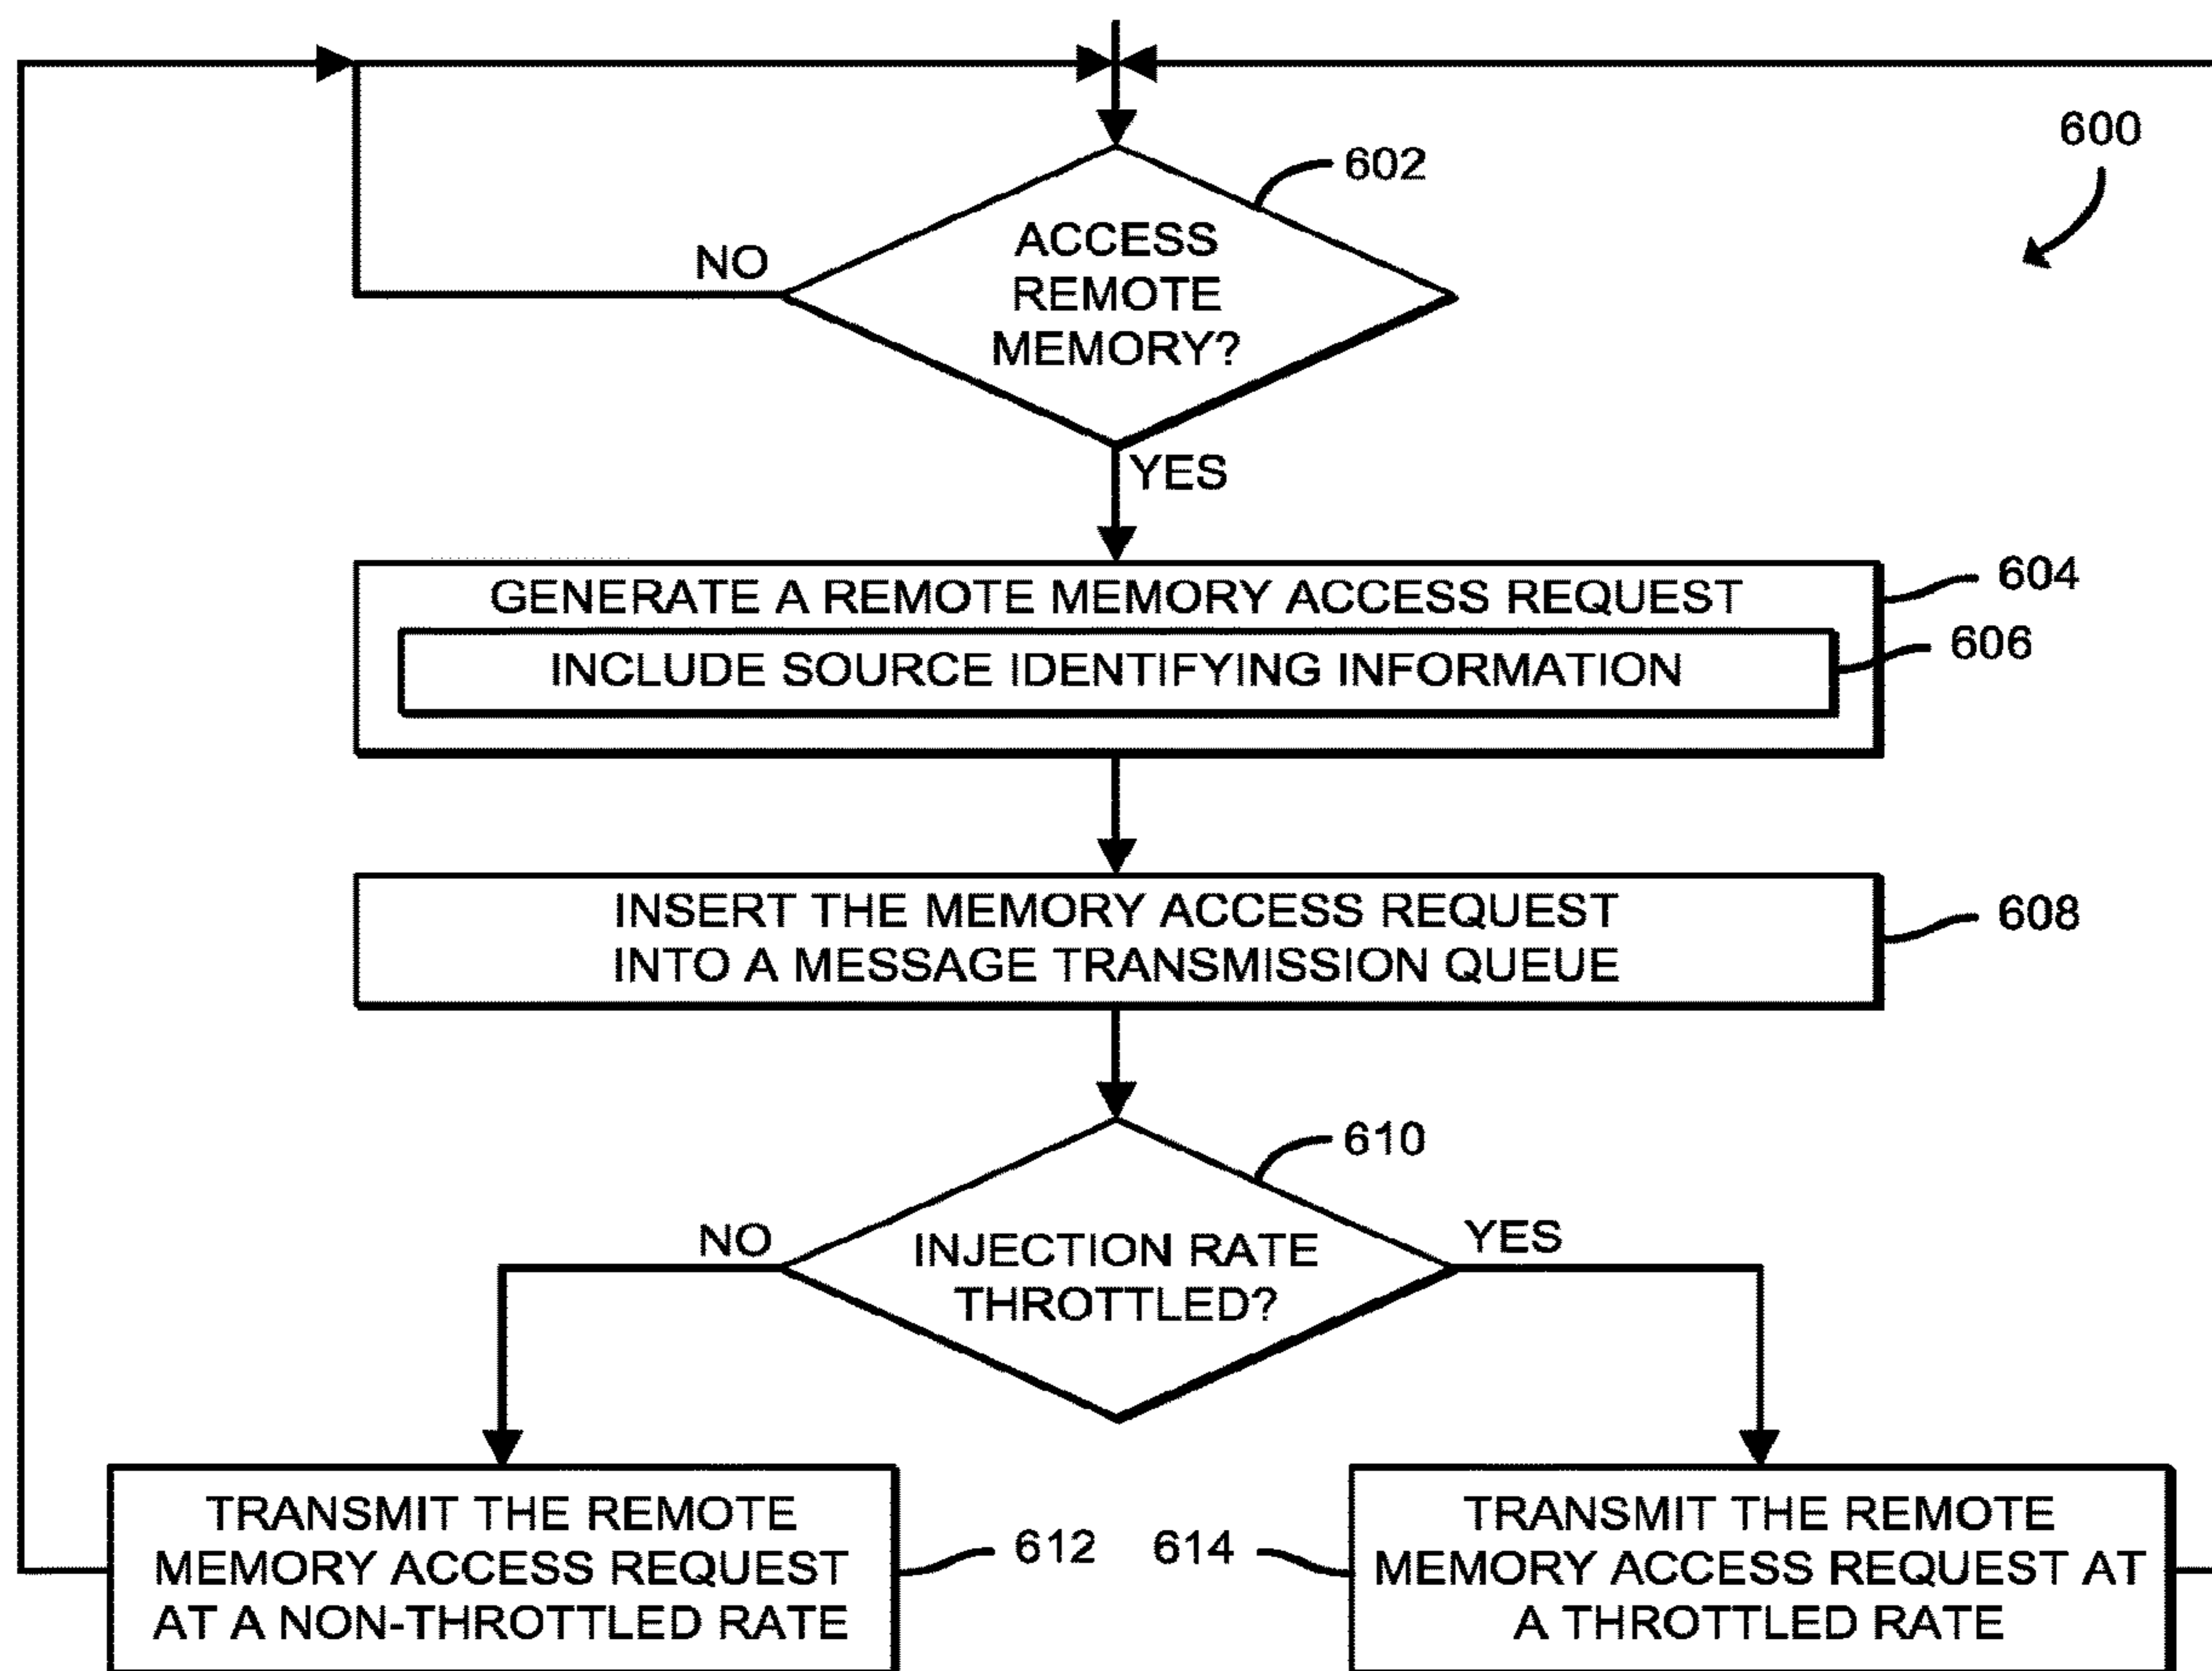 600
602
ACCESS
REMOTE
MEMORY?
NO
YES
GENERATE A REMOTE MEMORY ACCESS REQUEST
604
INCLUDE SOURCE IDENTIFYING INFORMATION
606
INSERT THE MEMORY ACCESS REQUEST
INTO A MESSAGE TRANSMISSION QUEUE
608
610
INJECTION RATE
THROTTLED?
NO
YES
TRANSMIT THE REMOTE
MEMORY ACCESS REQUEST
AT A NON-THROTTLED RATE
612
614
TRANSMIT THE REMOTE
MEMORY ACCESS REQUEST AT
A THROTTLED RATE